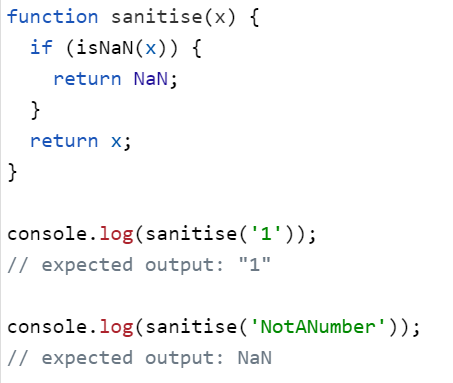 function sanitise(x) {
  if (isNaN(x)) {
    return NaN;
  }
  return x;
}

console.log(sanitise('1'));
// expected output: "1"

console.log(sanitise('NotANumber'));
// expected output: NaN